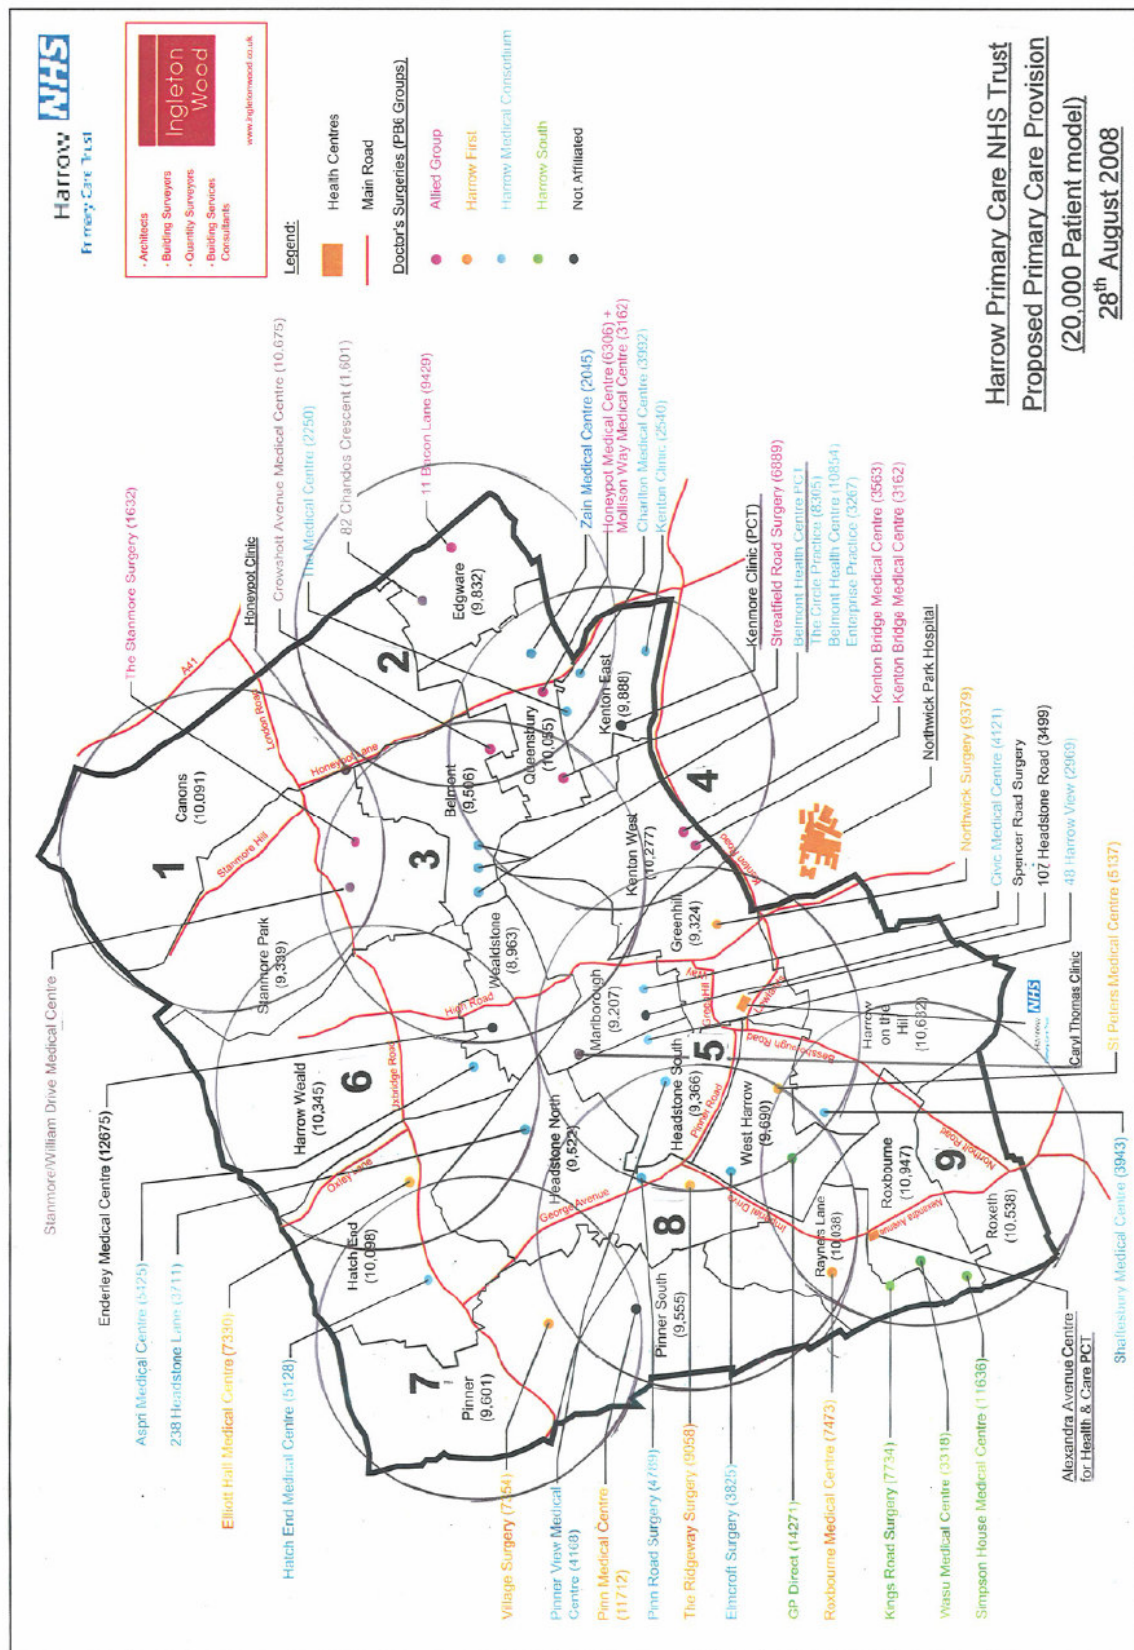 Harrow NHS
Primary Care Trust
· Architects
· Building Surveyors
· Quantity Surveyors
· Building Services
Consultants
Ingleton
Wood
www.ingletonwood.co.uk
Legend:
Health Centres
Main Road
Doctor's Surgeries (PB6 Groups)
Allied Group
Harrow First
Harrow Medical Consortium
Harrow South
Not Affiliated
Stanmore/William Drive Medical Centre
The Stanmore Surgery (1632)
Honeypot Clinic
Crowshott Avenue Medical Centre (10,675)
The Medical Centre (2250)
82 Chandos Crescent (1,601)
11 Bacon Lane (9429)
Zain Medical Centre (2045)
Honeypot Medical Centre (6306) +
Mollison Way Medical Centre (3162)
Charlton Medical Centre (3992)
Kenton Clinic (2540)
Kenmore Clinic (PCT)
Streatfield Road Surgery (6889)
Belmont Health Centre PCT
The Circle Practice (8305)
Belmont Health Centre (10854)
Enterprise Practice (3267)
Kenton Bridge Medical Centre (3563)
Kenton Bridge Medical Centre (3162)
Northwick Park Hospital
Northwick Surgery (9379)
Civic Medical Centre (4121)
Spencer Road Surgery
107 Headstone Road (3499)
48 Harrow View (2969)
St Peters Medical Centre (5137)
Harrow NHS
Caryl Thomas Clinic
Shaftesbury Medical Centre (3943)
Enderley Medical Centre (12675)
Aspri Medical Centre (5425)
238 Headstone Lane (3711)
Elliott Hall Medical Centre (7330)
Hatch End Medical Centre (5128)
Village Surgery (7354)
Pinner View Medical
Centre (4168)
Pinn Medical Centre
(11712)
Pinn Road Surgery (4789)
The Ridgeway Surgery (9058)
Elmcroft Surgery (3825)
GP Direct (14271)
Roxbourne Medical Centre (7473)
Kings Road Surgery (7734)
Wasu Medical Centre (3318)
Simpson House Medical Centre (11636)
Alexandra Avenue Centre
for Health & Care PCT
1
Canons
(10,091)
Stanmore Hill
London Road
A41
Honeypot Lane
Stanmore Park
(9,339)
2
Edgware
(9,832)
3
Belmont
(9,506)
Queensbury
Kenton East
(9,888)
4
Kenton West
(10,277)
Kenton Road
Wealdstone
(8,963)
High Road
Marlborough
(9,207)
Greenhill
(9,324)
Greenhill Way
Lowlands
5
Headstone South
(9,366)
Pinner Road
Bessborough Road
Harrow
on the
Hill
(10,632)
6
Harrow Weald
(10,345)
Uxbridge Road
Oxley Lane
Headstone North
(9,522)
George Avenue
Hatch End
(10,098)
7
Pinner
(9,601)
8
Pinner South
(9,555)
West Harrow
(9,690)
Imperial Drive
Rayners Lane
(10,038)
Roxbourne
(10,947)
Alexandra Avenue
9
Northolt Road
Roxeth
(10,538)
Harrow Primary Care NHS Trust
Proposed Primary Care Provision
(20,000 Patient model)
28th August 2008